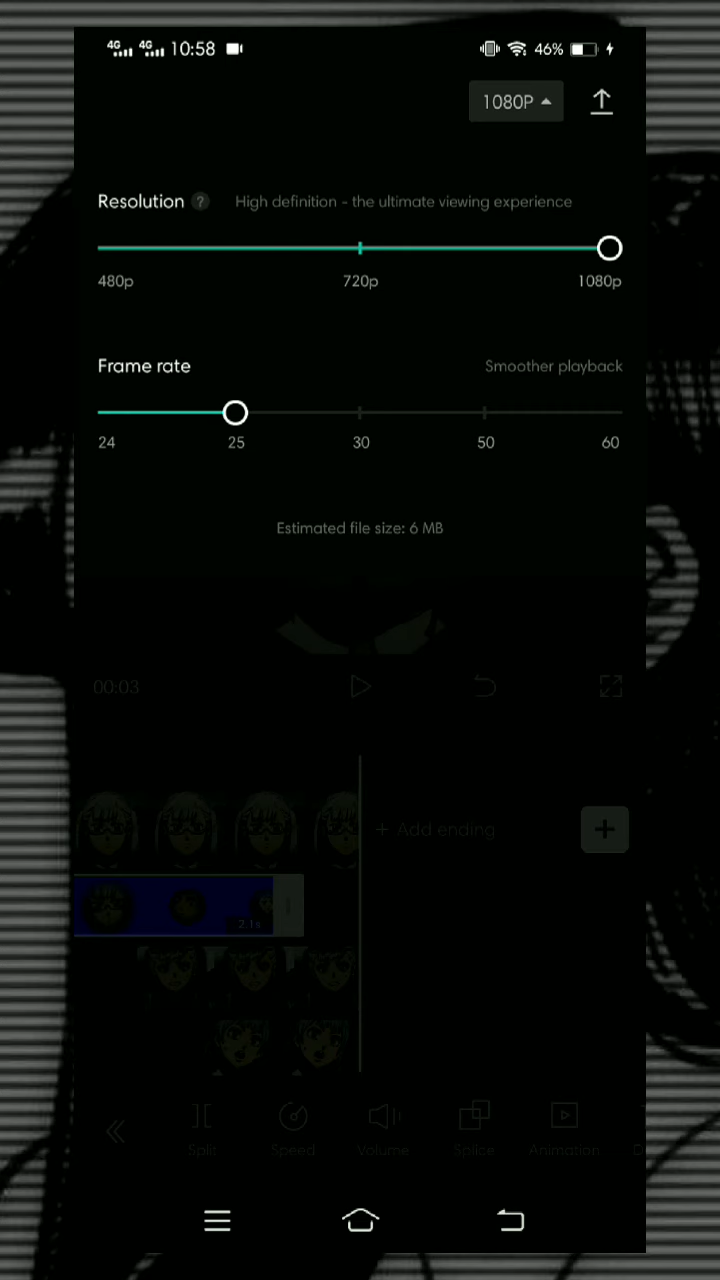 4G 4G 10:58 46%
1080P
Resolution ? High definition - the ultimate viewing experience
480p 720p 1080p
Frame rate Smoother playback
24 25 30 50 60
Estimated file size: 6 MB
00:03
+ Add ending
2.1s
Split Speed Volume Splice Animation